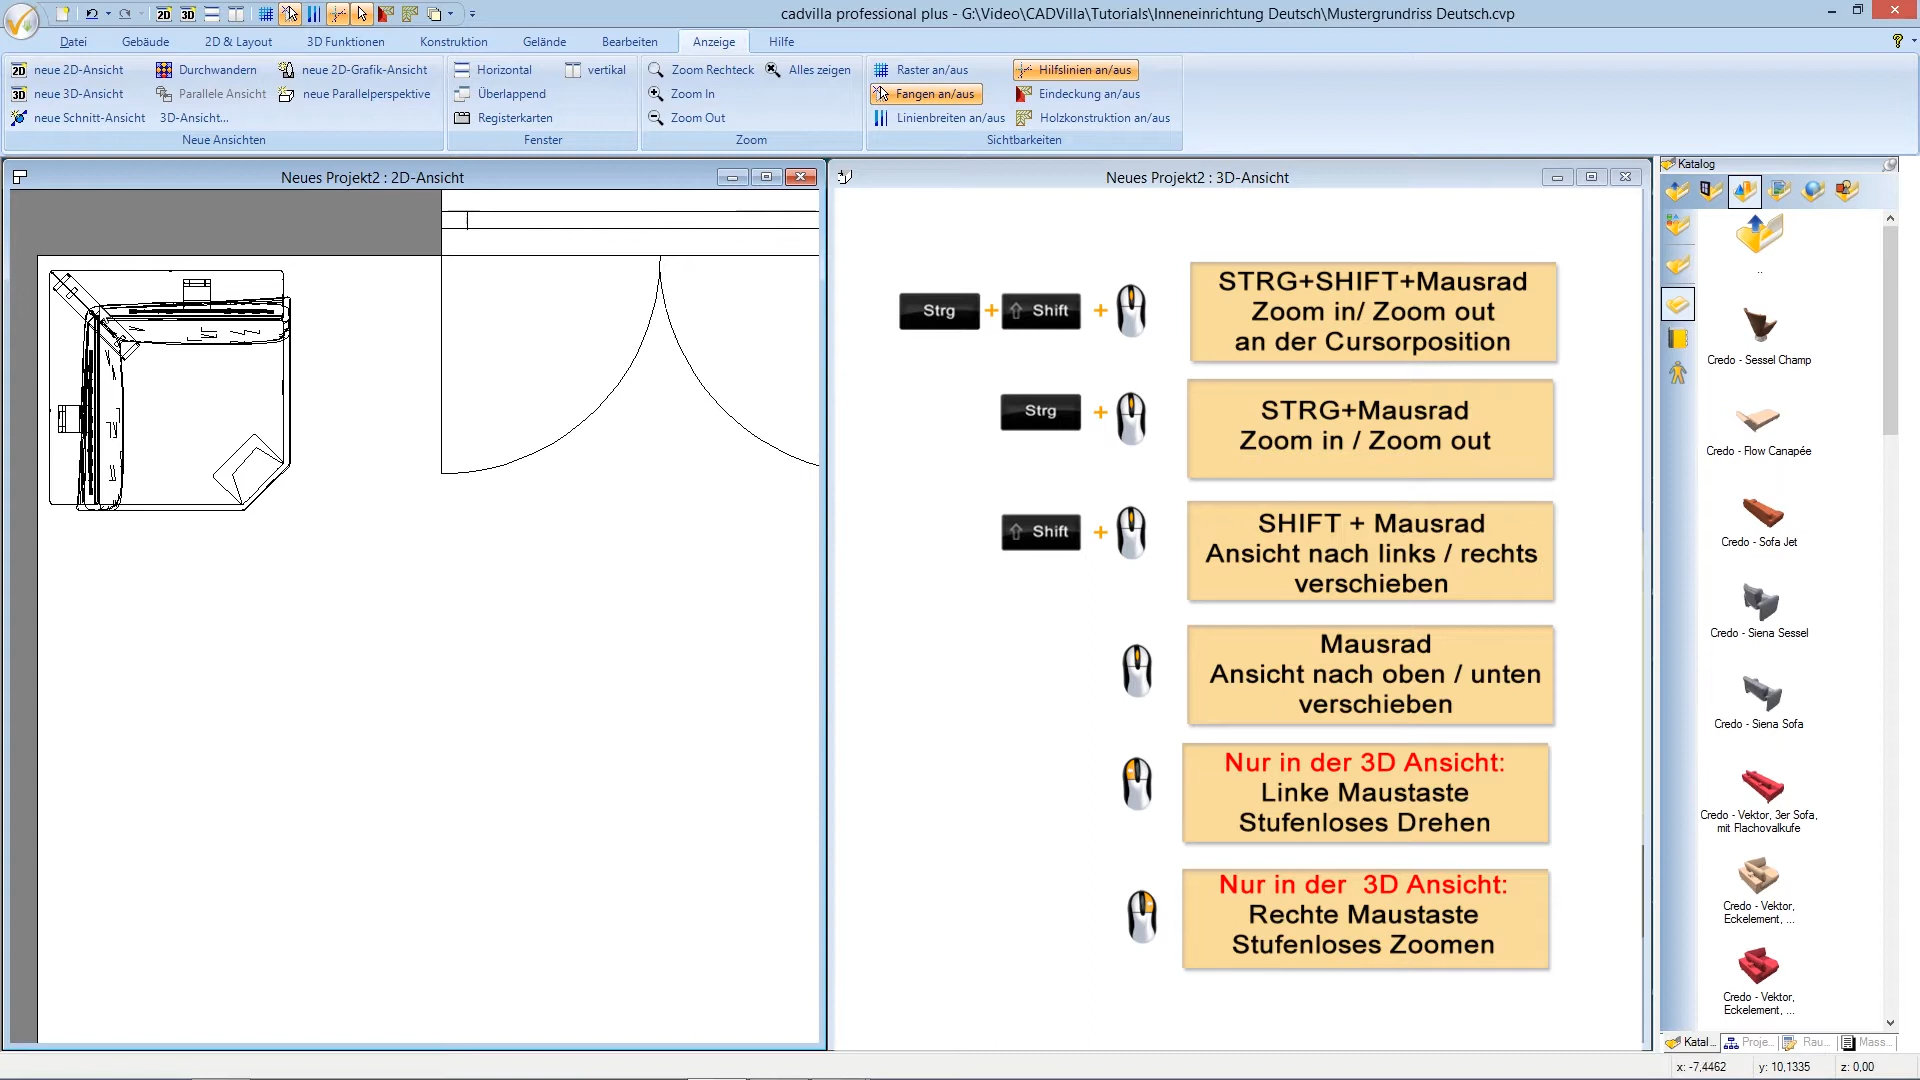 cadvilla professional plus - G:\Video\CADVilla\Tutorials\Inneneinrichtung Deutsch\Mustergrundriss Deutsch.cvp
2D 3D
Datei Gebäude 2D & Layout 3D Funktionen Konstruktion Gelände Bearbeiten Anzeige Hilfe
2D neue 2D-Ansicht Durchwandern neue 2D-Grafik-Ansicht
3D neue 3D-Ansicht Parallele Ansicht neue Parallelperspektive
neue Schnitt-Ansicht 3D-Ansicht...
Neue Ansichten
Horizontal vertikal
Überlappend
Registerkarten
Fenster
Zoom Rechteck Alles zeigen
Zoom In
Zoom Out
Zoom
Raster an/aus Hilfslinien an/aus
Fangen an/aus Eindeckung an/aus
Linienbreiten an/aus Holzkonstruktion an/aus
Sichtbarkeiten
Neues Projekt2 : 2D-Ansicht
Neues Projekt2 : 3D-Ansicht
Strg + Shift +
STRG+SHIFT+Mausrad
Zoom in/ Zoom out
an der Cursorposition
Strg +
STRG+Mausrad
Zoom in / Zoom out
Shift +
SHIFT + Mausrad
Ansicht nach links / rechts
verschieben
Mausrad
Ansicht nach oben / unten
verschieben
Nur in der 3D Ansicht:
Linke Maustaste
Stufenloses Drehen
Nur in der 3D Ansicht:
Rechte Maustaste
Stufenloses Zoomen
Katalog
..
Credo - Sessel Champ
Credo - Flow Canapée
Credo - Sofa Jet
Credo - Siena Sessel
Credo - Siena Sofa
Credo - Vektor, 3er Sofa,
mit Flachovalkufe
Credo - Vektor,
Eckelement, ...
Credo - Vektor,
Eckelement, ...
Katal... Proje... Rau... Mass...
x: -7,4462 y: 10,1335 z: 0,00